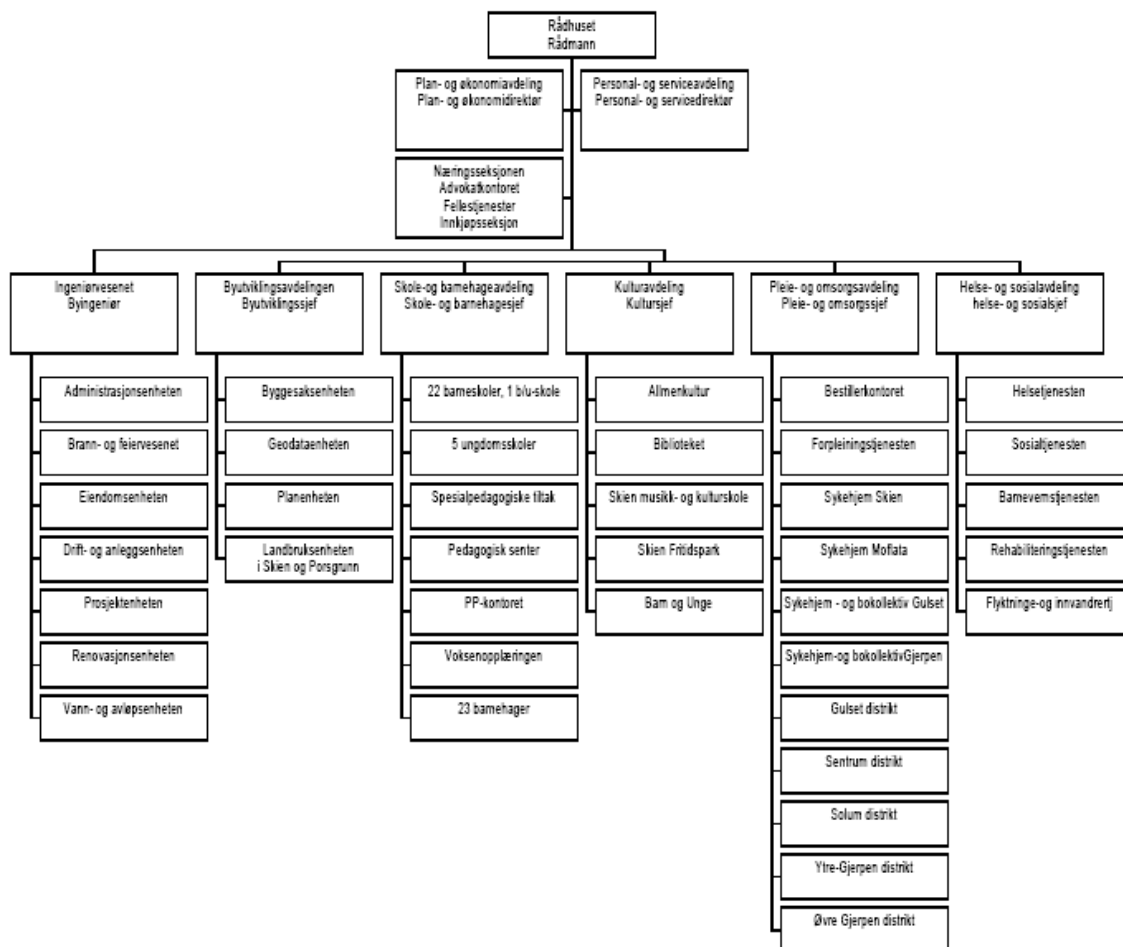 Rådhuset
Rådmann
Plan- og økonomiavdeling
Plan- og økonomidirektør
Personal- og serviceavdeling
Personal- og servicedirektør
Næringsseksjonen
Advokatkontoret
Fellestjenester
Innkjøpsseksjon
Ingeniørvesenet
Byingeniør
Byutviklingsavdelingen
Byutviklingssjef
Skole-og barnehageavdeling
Skole- og barnehagesjef
Kulturavdeling
Kultursjef
Pleie- og omsorgsavdeling
Pleie- og omsorgssjef
Helse- og sosialavdeling
helse- og sosialsjef
Administrasjonsenheten
Brann- og feiervesenet
Eiendomsenheten
Drift- og anleggsenheten
Prosjektenheten
Renovasjonsenheten
Vann- og avløpsenheten
Byggesaksenheten
Geodataenheten
Planenheten
Landbruksenheten
i Skien og Porsgrunn
22 barneskoler, 1 b/u-skole
5 ungdomsskoler
Spesialpedagogiske tiltak
Pedagogisk senter
PP-kontoret
Voksenopplæringen
23 barnehager
Allmenkultur
Biblioteket
Skien musikk- og kulturskole
Skien Fritidspark
Barn og Unge
Bestillerkontoret
Forpleiningstjenesten
Sykehjem Skien
Sykehjem Moflata
Sykehjem - og bokollektiv Gulset
Sykehjem-og bokollektivGjerpen
Gulset distrikt
Sentrum distrikt
Solum distrikt
Ytre-Gjerpen distrikt
Øvre Gjerpen distrikt
Helsetjenesten
Sosialtjenesten
Barnevernstjenesten
Rehabiliteringstjenesten
Flyktninge-og innvandrertj